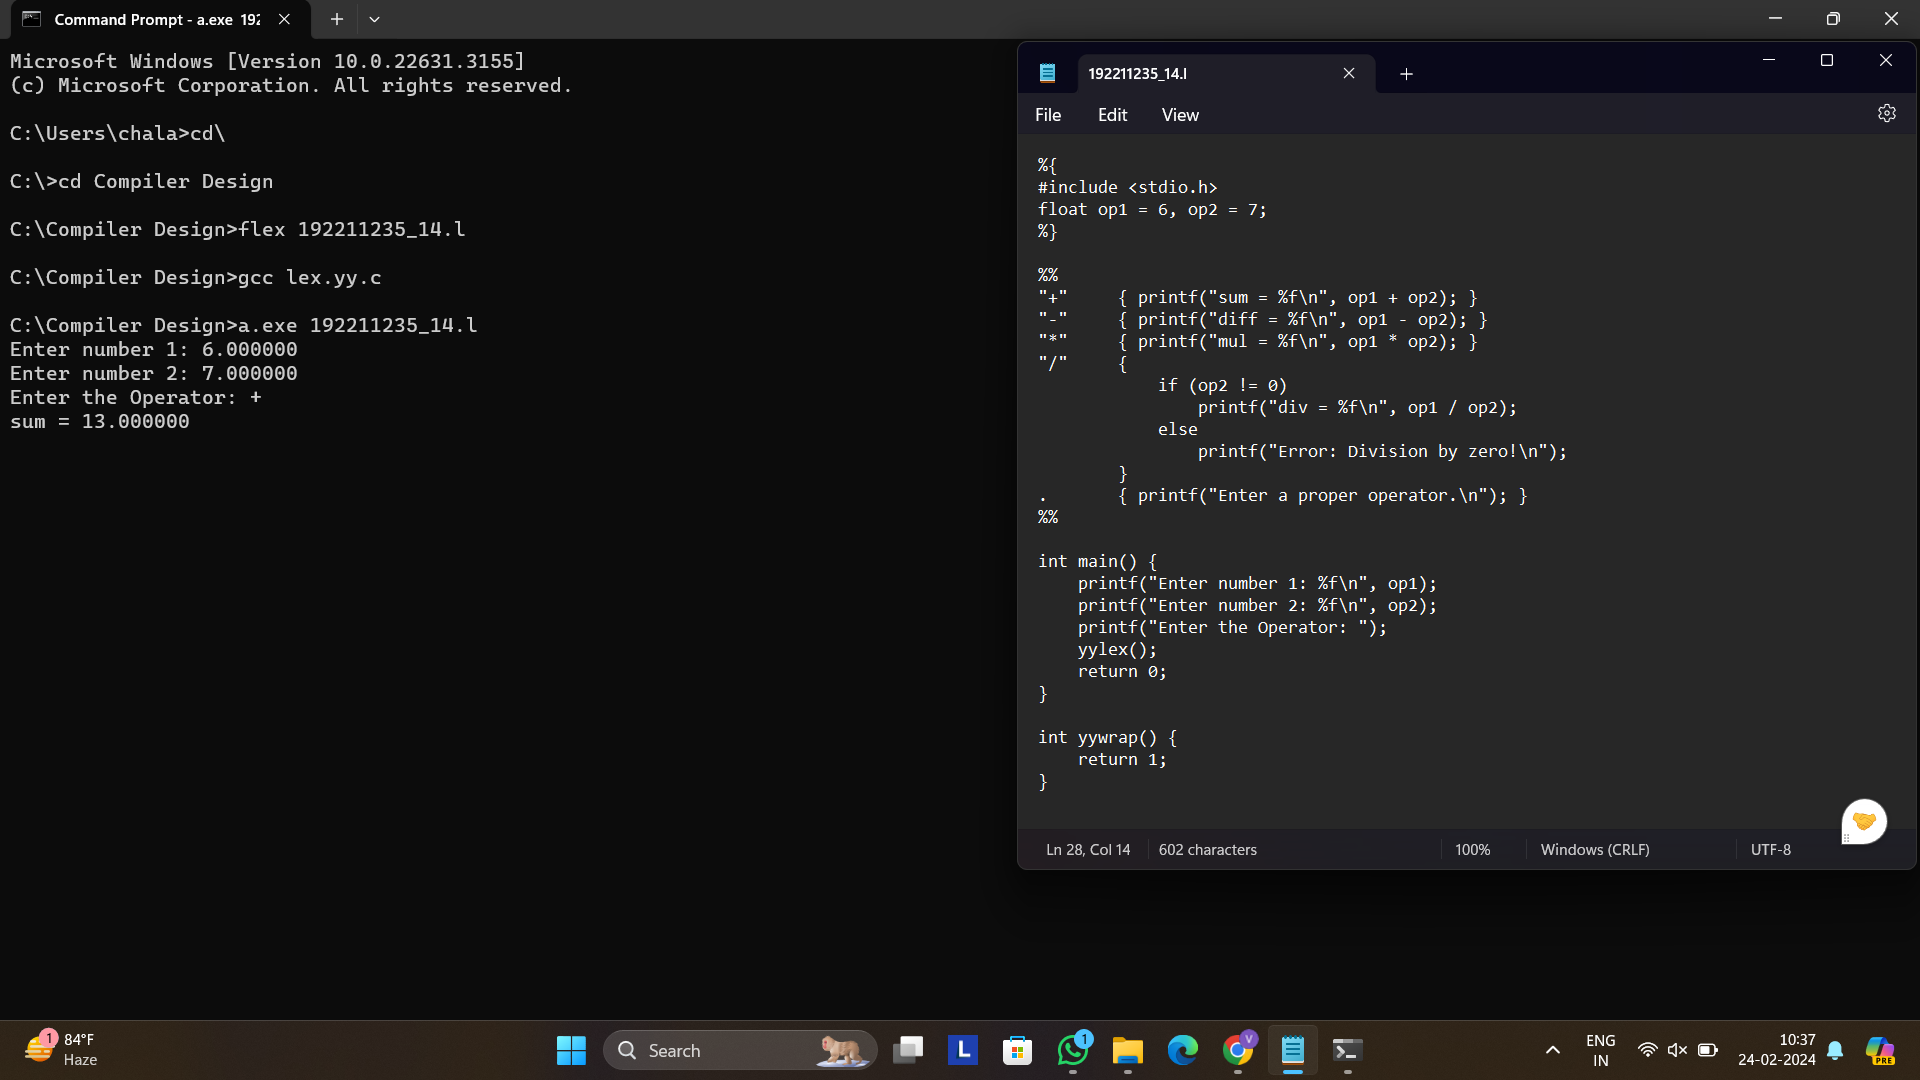 Command Prompt - a.exe 192
Microsoft Windows [Version 10.0.22631.3155]
(c) Microsoft Corporation. All rights reserved.
C:\Users\chala>cd\
C:\>cd Compiler Design
C:\Compiler Design>flex 192211235_14.l
C:\Compiler Design>gcc lex.yy.c
C:\Compiler Design>a.exe 192211235_14.l
Enter number 1: 6.000000
Enter number 2: 7.000000
Enter the Operator: +
sum = 13.000000
192211235_14.l
File Edit View
%{
#include <stdio.h>
float op1 = 6, op2 = 7;
%}
%%
"+" { printf("sum = %f\n", op1 + op2); }
"-" { printf("diff = %f\n", op1 - op2); }
"*" { printf("mul = %f\n", op1 * op2); }
"/" {
if (op2 != 0)
printf("div = %f\n", op1 / op2);
else
printf("Error: Division by zero!\n");
}
. { printf("Enter a proper operator.\n"); }
%%
int main() {
printf("Enter number 1: %f\n", op1);
printf("Enter number 2: %f\n", op2);
printf("Enter the Operator: ");
yylex();
return 0;
}
int yywrap() {
return 1;
}
Ln 28, Col 14 602 characters 100% Windows (CRLF) UTF-8
1
84°F
Haze
Search
L
1
V
ENG
IN
10:37
24-02-2024
PRE